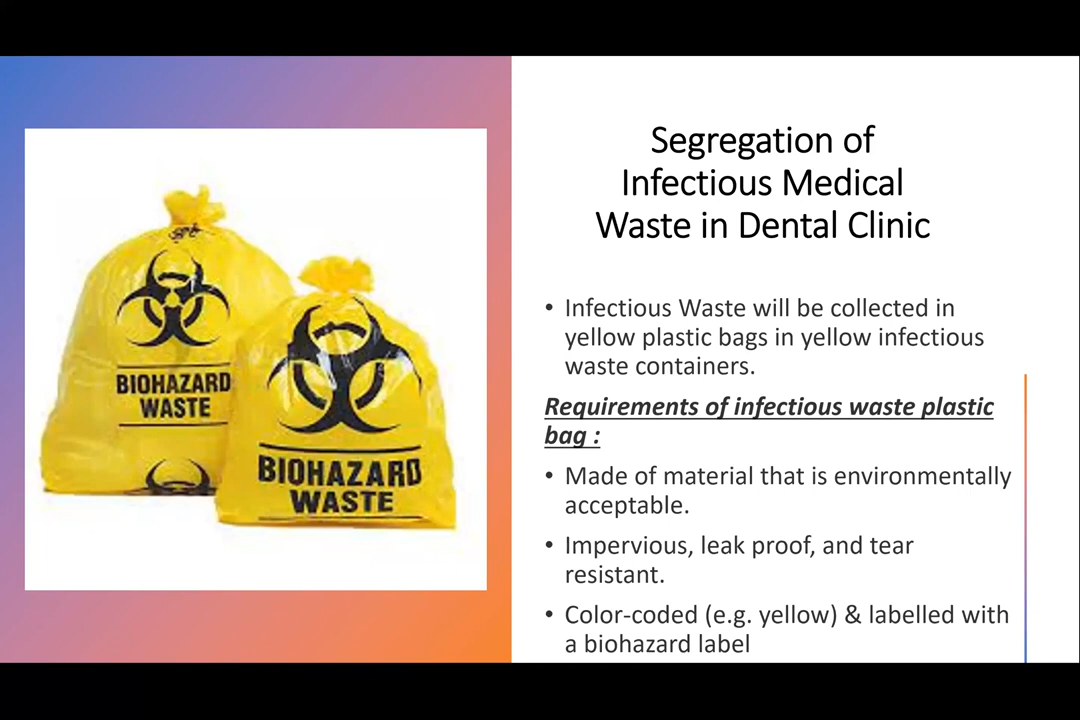 Segregation of
Infectious Medical
Waste in Dental Clinic
• Infectious Waste will be collected in
yellow plastic bags in yellow infectious
waste containers.
Requirements of infectious waste plastic
bag :
• Made of material that is environmentally
acceptable.
• Impervious, leak proof, and tear
resistant.
• Color-coded (e.g. yellow) & labelled with
a biohazard label
BIOHAZARD
WASTE
BIOHAZARD
WASTE